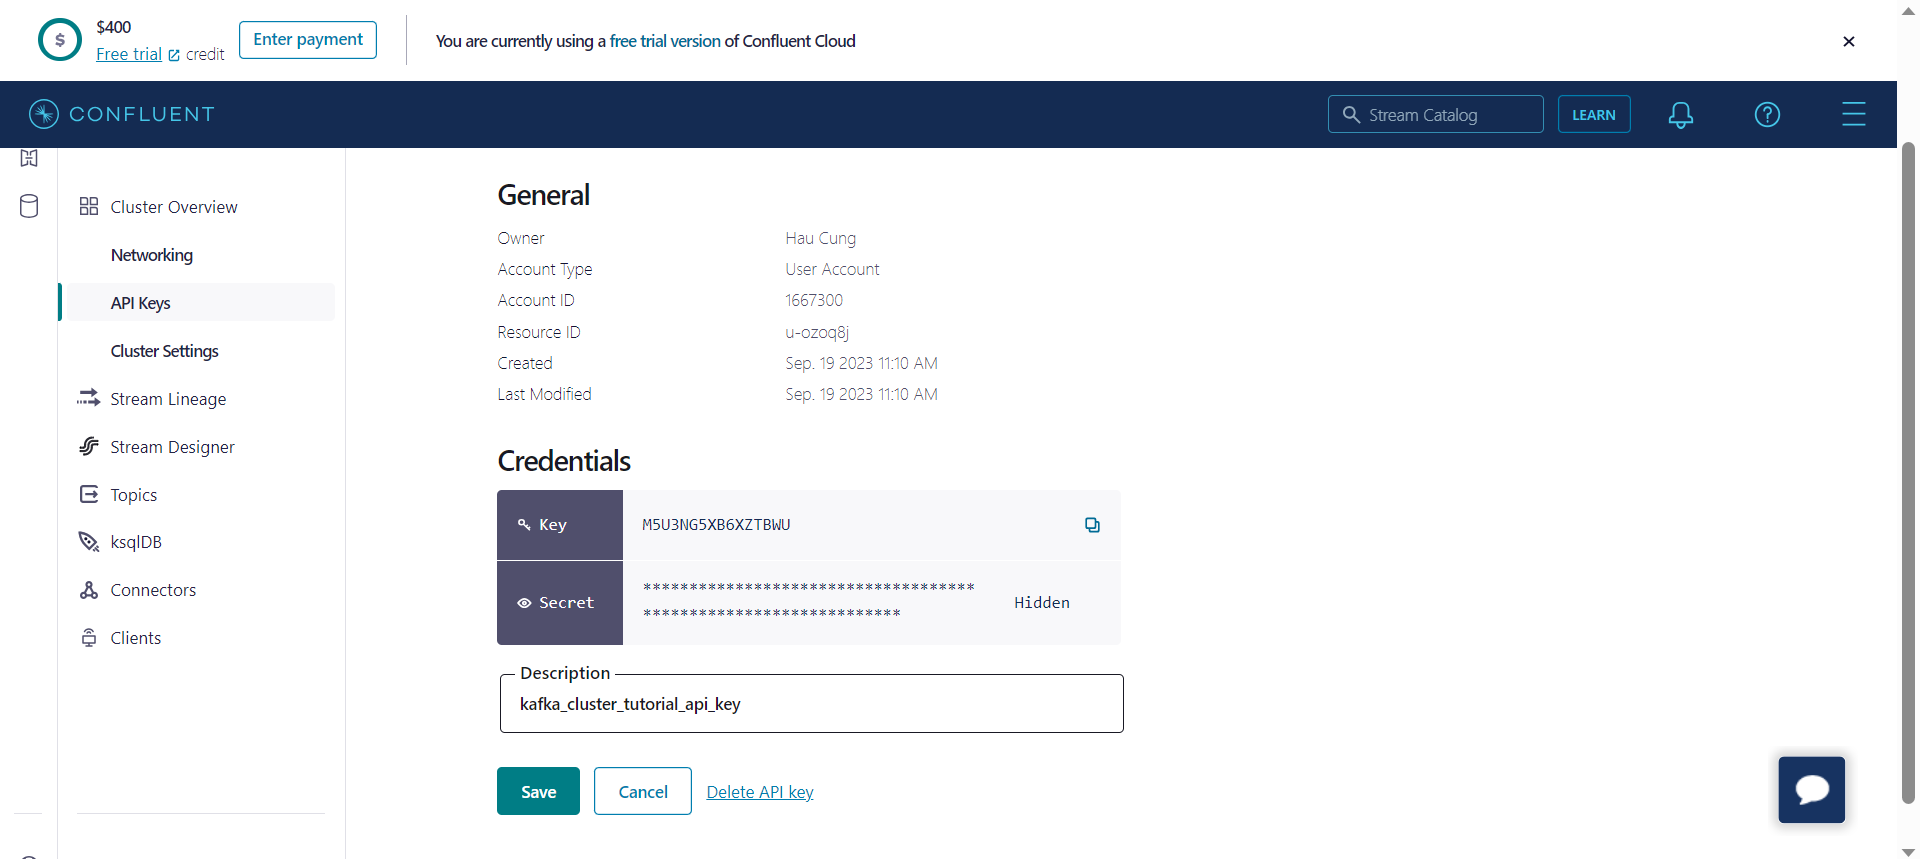 $400
Free trial credit
Enter payment
You are currently using a free trial version of Confluent Cloud
CONFLUENT
Stream Catalog
LEARN
Cluster Overview
Networking
API Keys
Cluster Settings
Stream Lineage
Stream Designer
Topics
ksqlDB
Connectors
Clients
General
Owner Hau Cung
Account Type User Account
Account ID 1667300
Resource ID u-ozoq8j
Created Sep. 19 2023 11:10 AM
Last Modified Sep. 19 2023 11:10 AM
Credentials
Key M5U3NG5XB6XZTBWU
Secret ************************************ Hidden
****************************
Description
kafka_cluster_tutorial_api_key
Save Cancel Delete API key